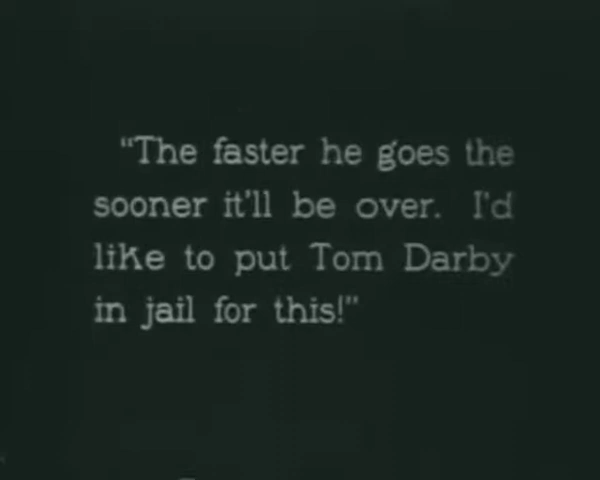 "The faster he goes the
sooner it'll be over. I'd
like to put Tom Darby
in jail for this!"